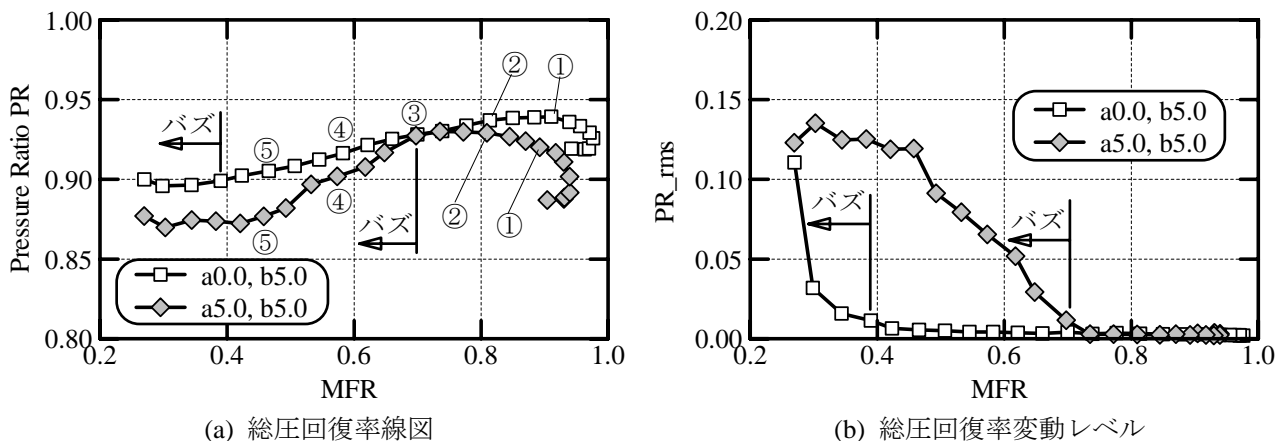 1.00
0.95
0.90
0.85
0.80
Pressure Ratio PR
バズ
バズ
①
②
③
④
⑤
④
⑤
②
①
a0.0, b5.0
a5.0, b5.0
0.2
0.4
0.6
0.8
1.0
MFR
(a) 総圧回復率線図
0.20
0.15
0.10
0.05
0.00
PR_rms
a0.0, b5.0
a5.0, b5.0
バズ
バズ
0.2
0.4
0.6
0.8
1.0
MFR
(b) 総圧回復率変動レベル